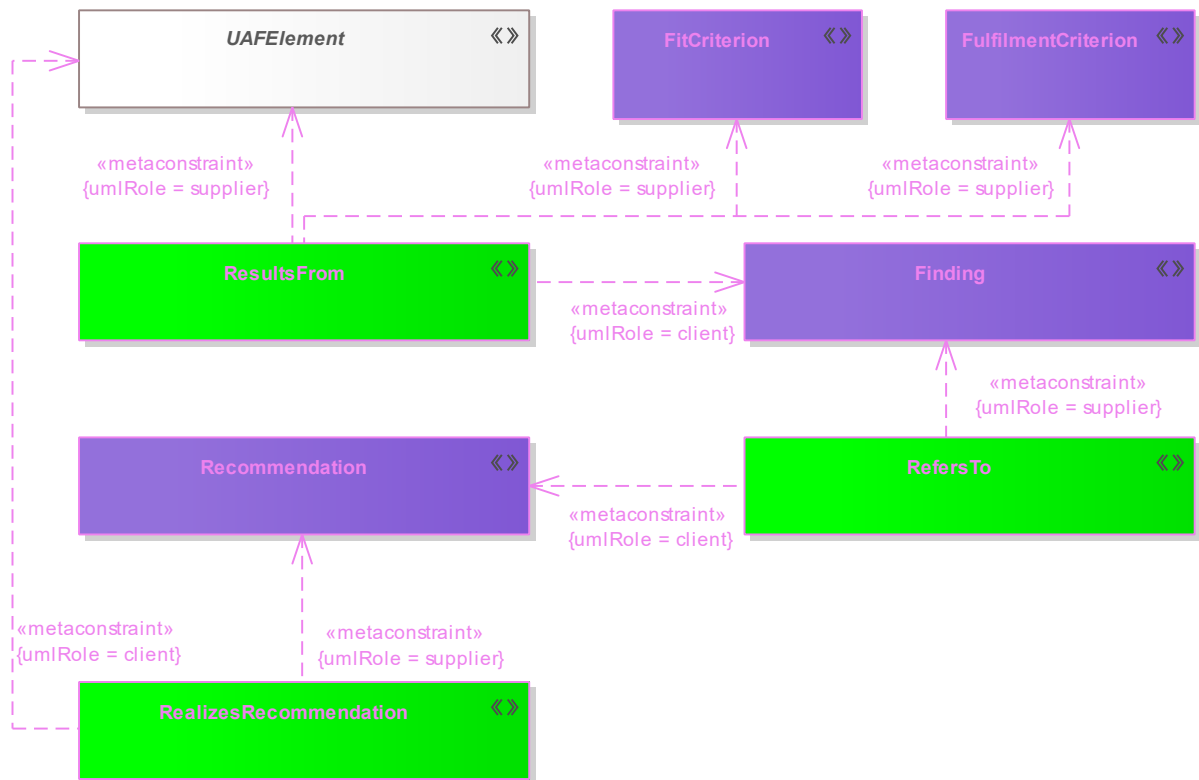 UAFElement
«»
FitCriterion
«»
FulfilmentCriterion
«»
«metaconstraint»
{umlRole = supplier}
«metaconstraint»
{umlRole = supplier}
«metaconstraint»
{umlRole = supplier}
ResultsFrom
«»
Finding
«»
«metaconstraint»
{umlRole = client}
«metaconstraint»
{umlRole = supplier}
Recommendation
«»
RefersTo
«»
«metaconstraint»
{umlRole = client}
«metaconstraint»
{umlRole = client}
«metaconstraint»
{umlRole = supplier}
RealizesRecommendation
«»